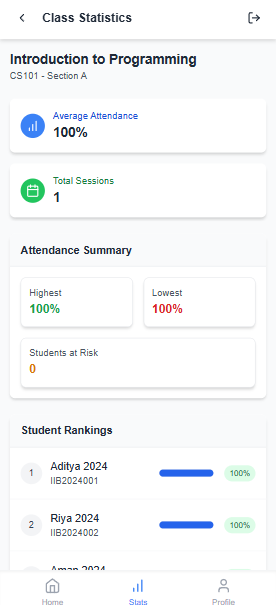 Class Statistics
Introduction to Programming
CS101 - Section A
Average Attendance
100%
Total Sessions
1
Attendance Summary
Highest
100%
Lowest
100%
Students at Risk
0
Student Rankings
1
Aditya 2024
IIB2024001
100%
2
Riya 2024
IIB2024002
100%
Aman 2024
Home
Stats
Profile